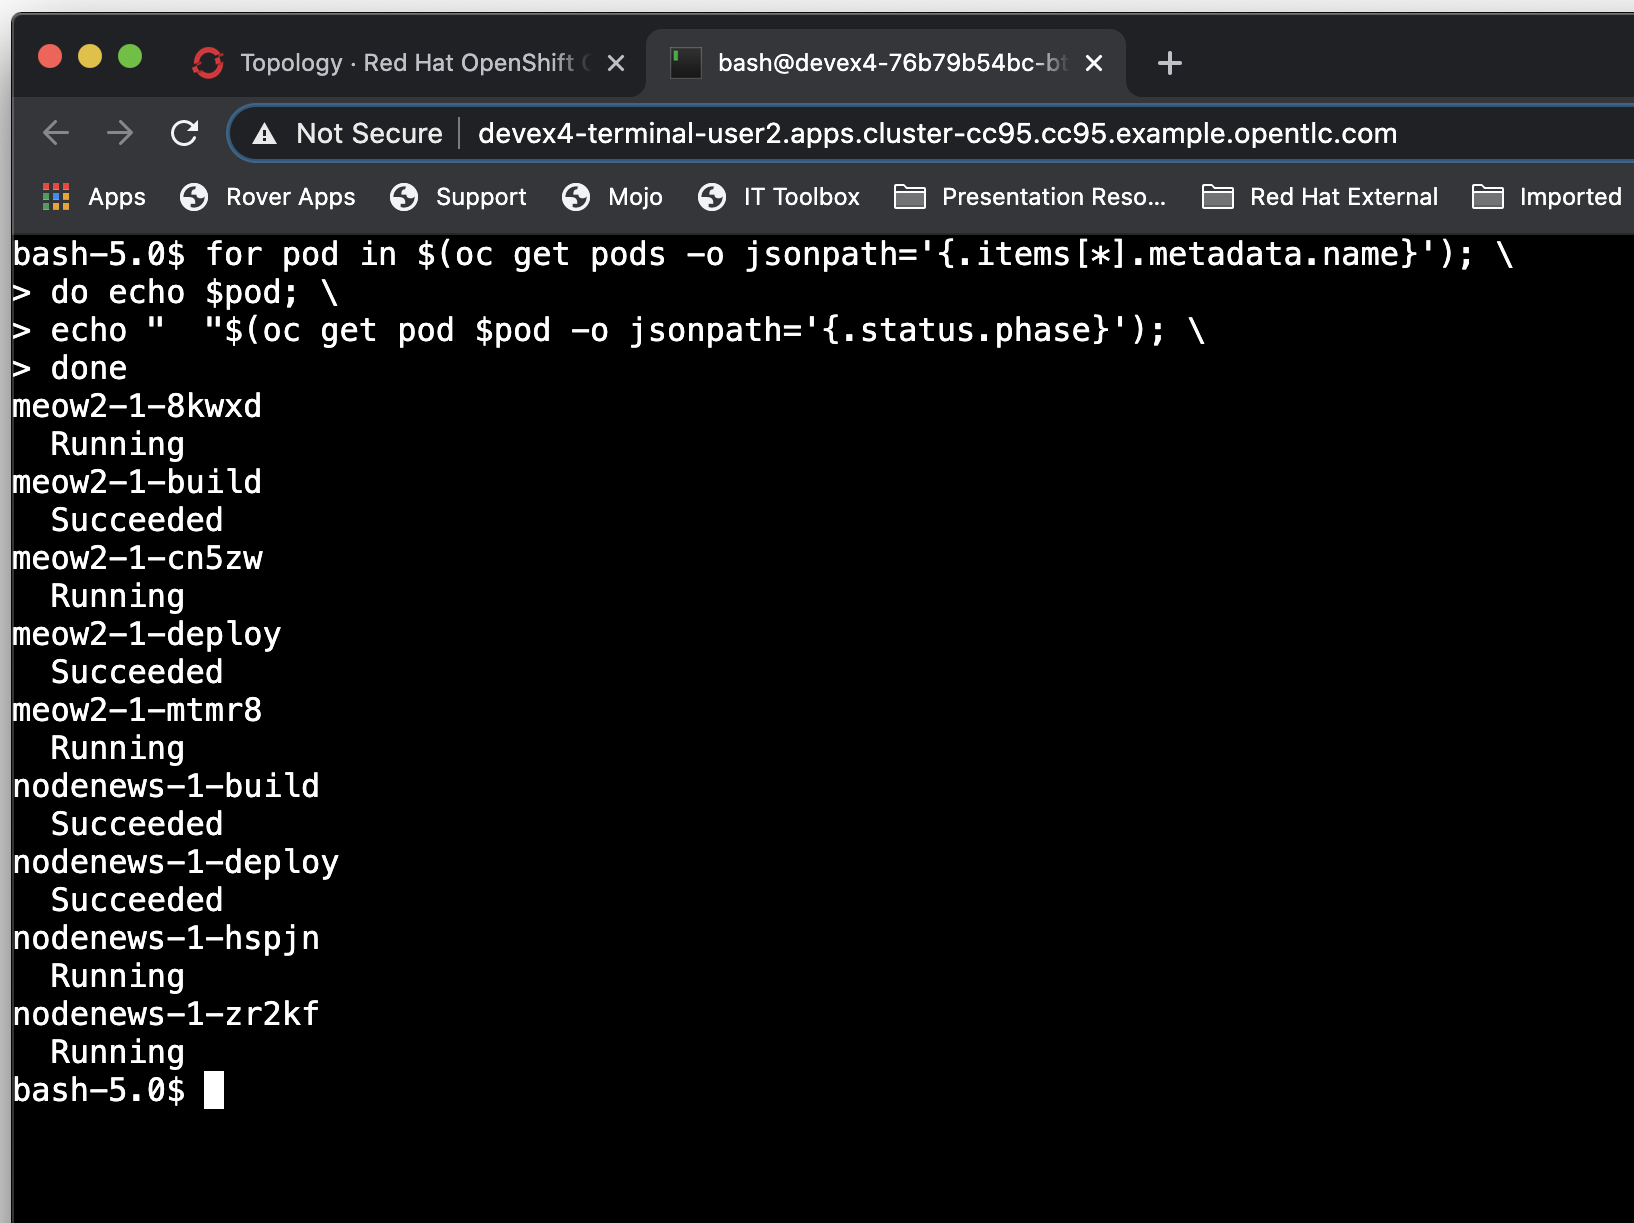 Topology · Red Hat OpenShift
bash@devex4-76b79b54bc-bt
Not Secure
devex4-terminal-user2.apps.cluster-cc95.cc95.example.opentlc.com
Apps Rover Apps Support Mojo IT Toolbox Presentation Reso... Red Hat External Imported
bash-5.0$ for pod in $(oc get pods -o jsonpath='{.items[*].metadata.name}'); \
> do echo $pod; \
> echo "  "$(oc get pod $pod -o jsonpath='{.status.phase}'); \
> done
meow2-1-8kwxd
  Running
meow2-1-build
  Succeeded
meow2-1-cn5zw
  Running
meow2-1-deploy
  Succeeded
meow2-1-mtmr8
  Running
nodenews-1-build
  Succeeded
nodenews-1-deploy
  Succeeded
nodenews-1-hspjn
  Running
nodenews-1-zr2kf
  Running
bash-5.0$